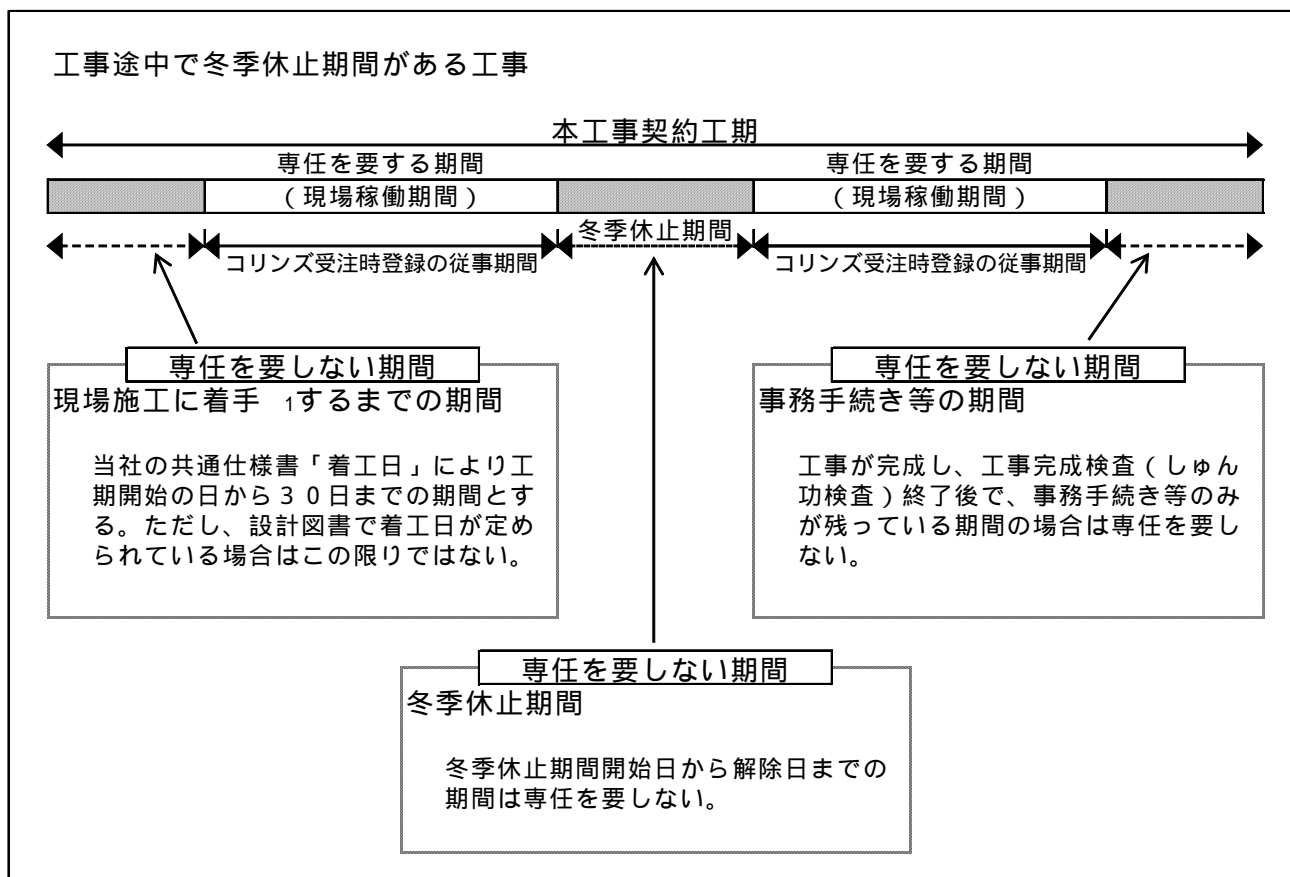 工事途中で冬季休止期間がある工事
本工事契約工期
専任を要する期間
専任を要する期間
(現場稼働期間)
(現場稼働期間)
冬季休止期間
コリンズ受注時登録の従事期間
コリンズ受注時登録の従事期間
専任を要しない期間
現場施工に着手 1するまでの期間
当社の共通仕様書「着工日」により工
期開始の日から30日までの期間とす
る。ただし、設計図書で着工日が定め
られている場合はこの限りではない。
専任を要しない期間
事務手続き等の期間
工事が完成し、工事完成検査(しゅん
功検査)終了後で、事務手続き等のみ
が残っている期間の場合は専任を要し
ない。
専任を要しない期間
冬季休止期間
冬季休止期間開始日から解除日までの
期間は専任を要しない。